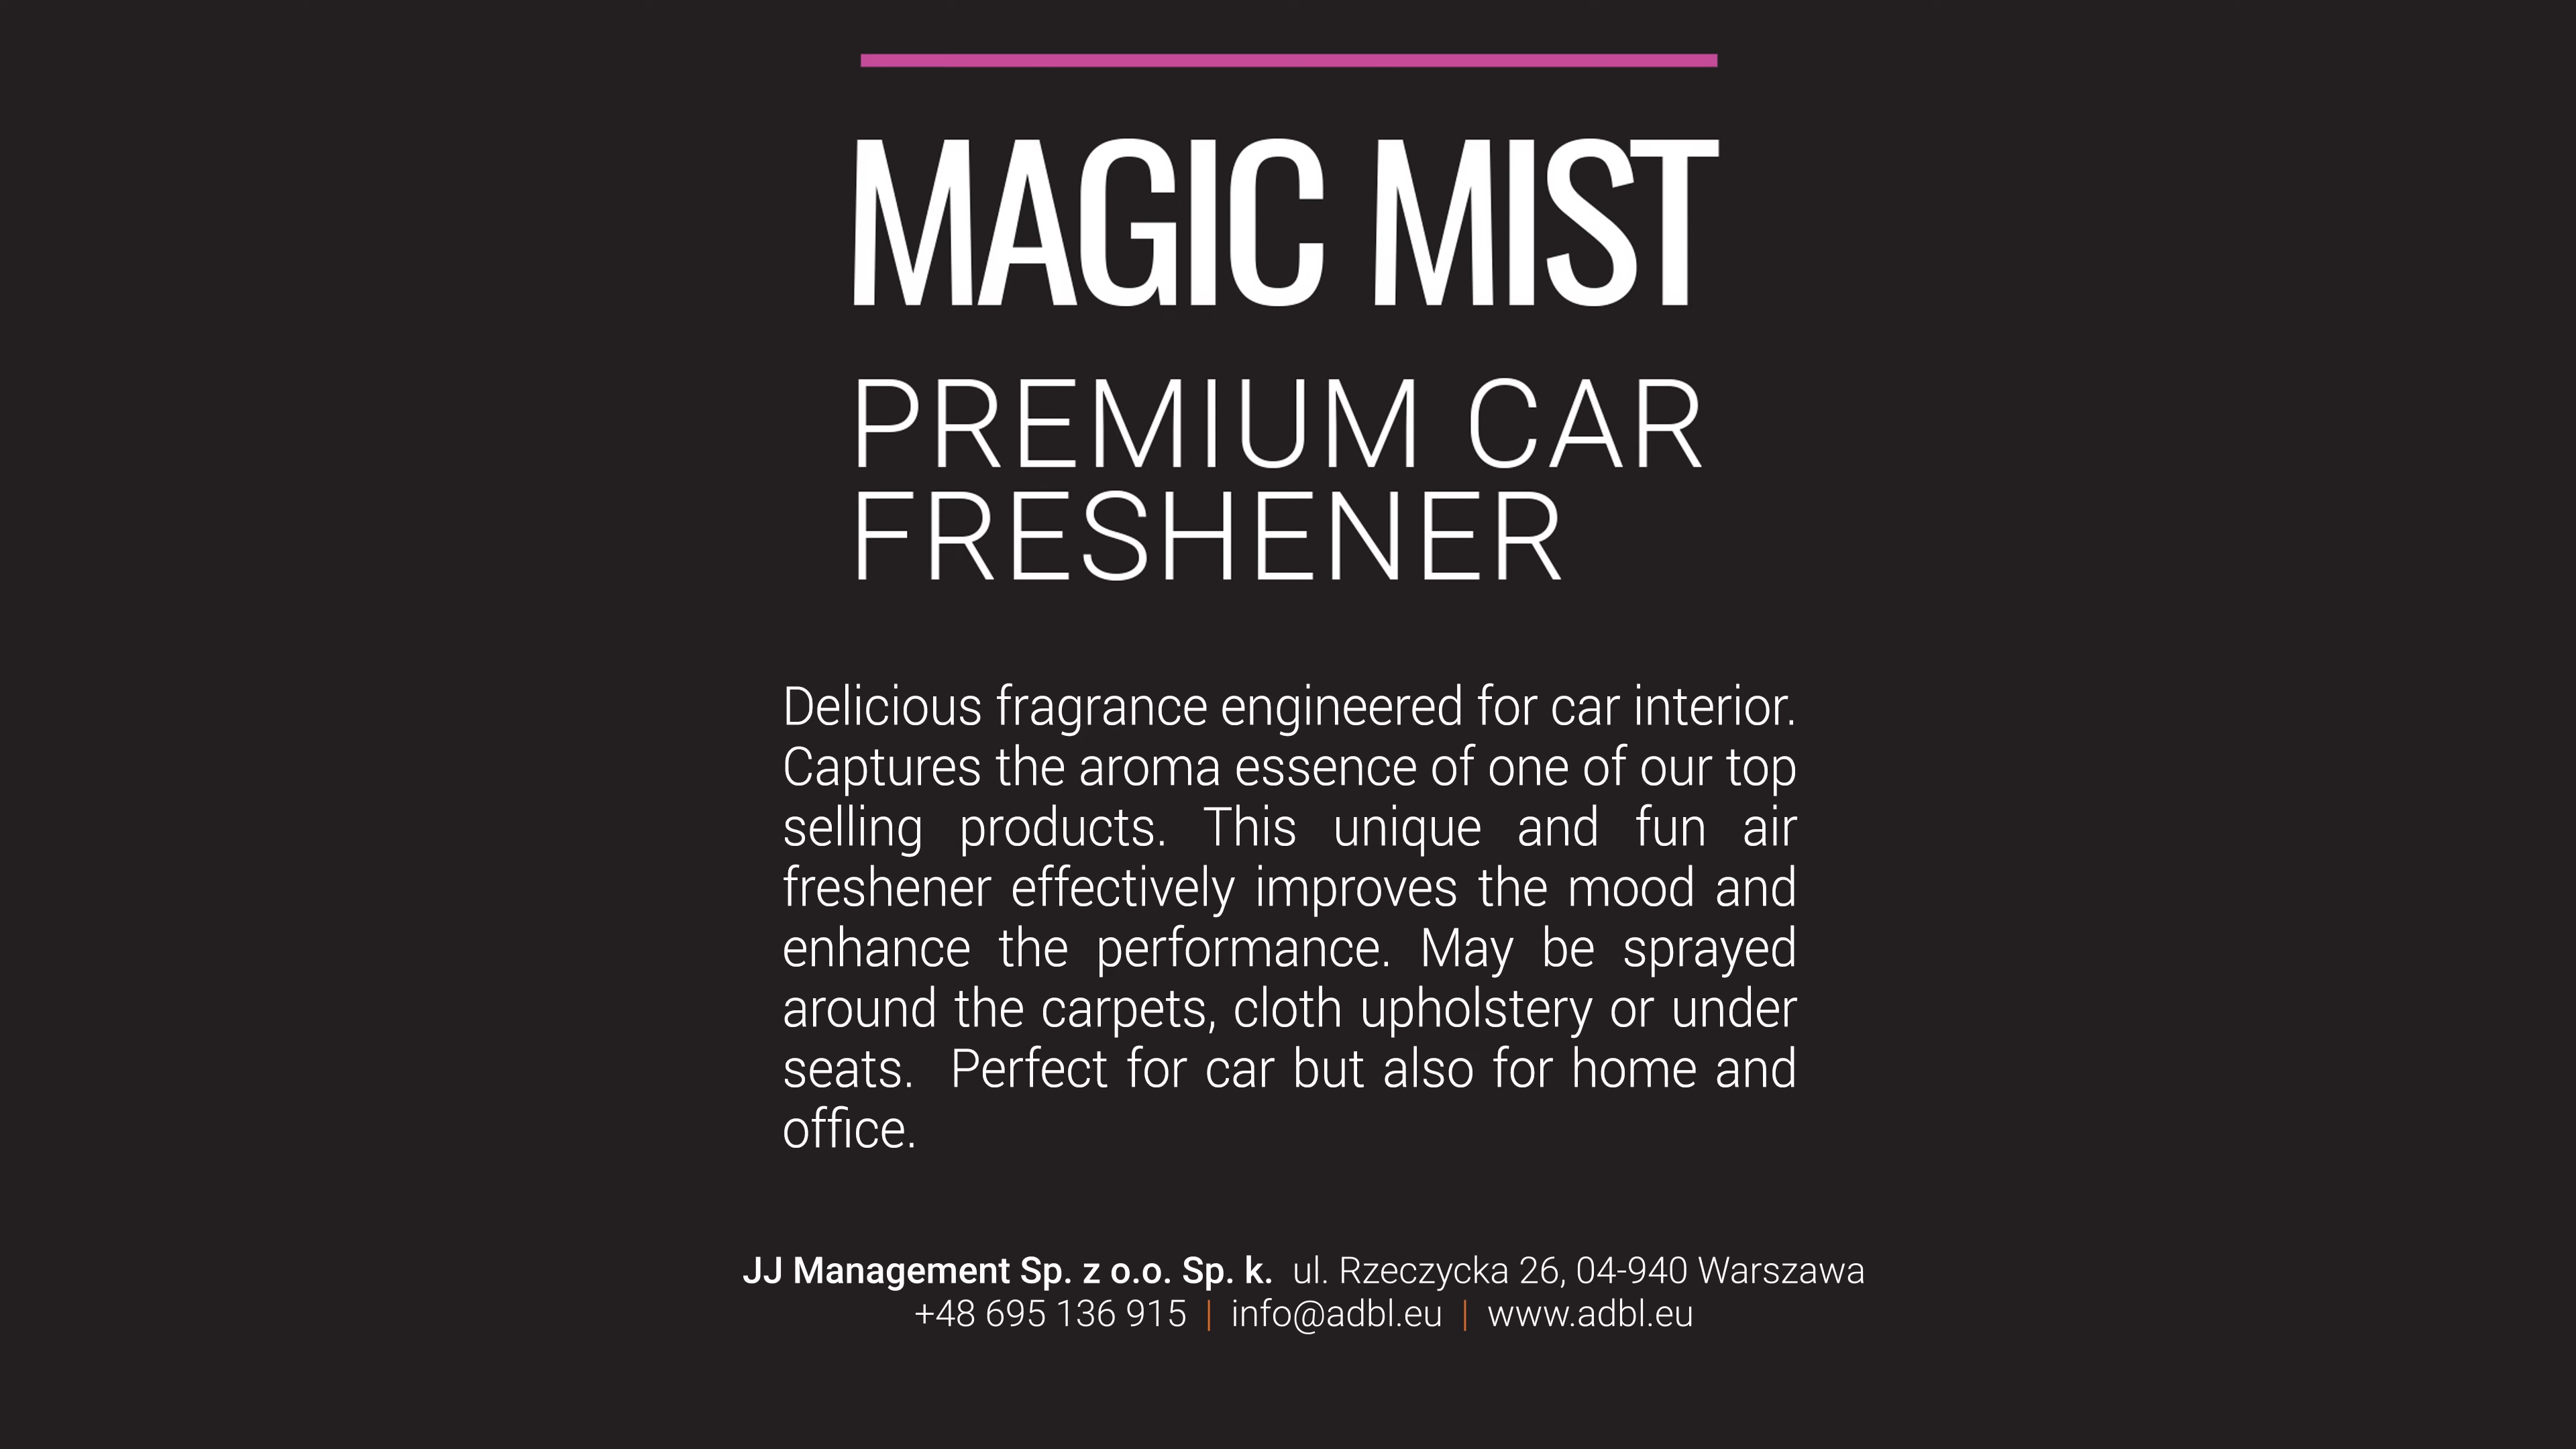 MAGIC MIST
PREMIUM CAR
FRESHENER
Delicious fragrance engineered for car interior.
Captures the aroma essence of one of our top
selling products. This unique and fun air
freshener effectively improves the mood and
enhance the performance. May be sprayed
around the carpets, cloth upholstery or under
seats. Perfect for car but also for home and
office.
JJ Management Sp. z o.o. Sp. k. ul. Rzeczycka 26, 04-940 Warszawa
+48 695 136 915 | info@adbl.eu | www.adbl.eu